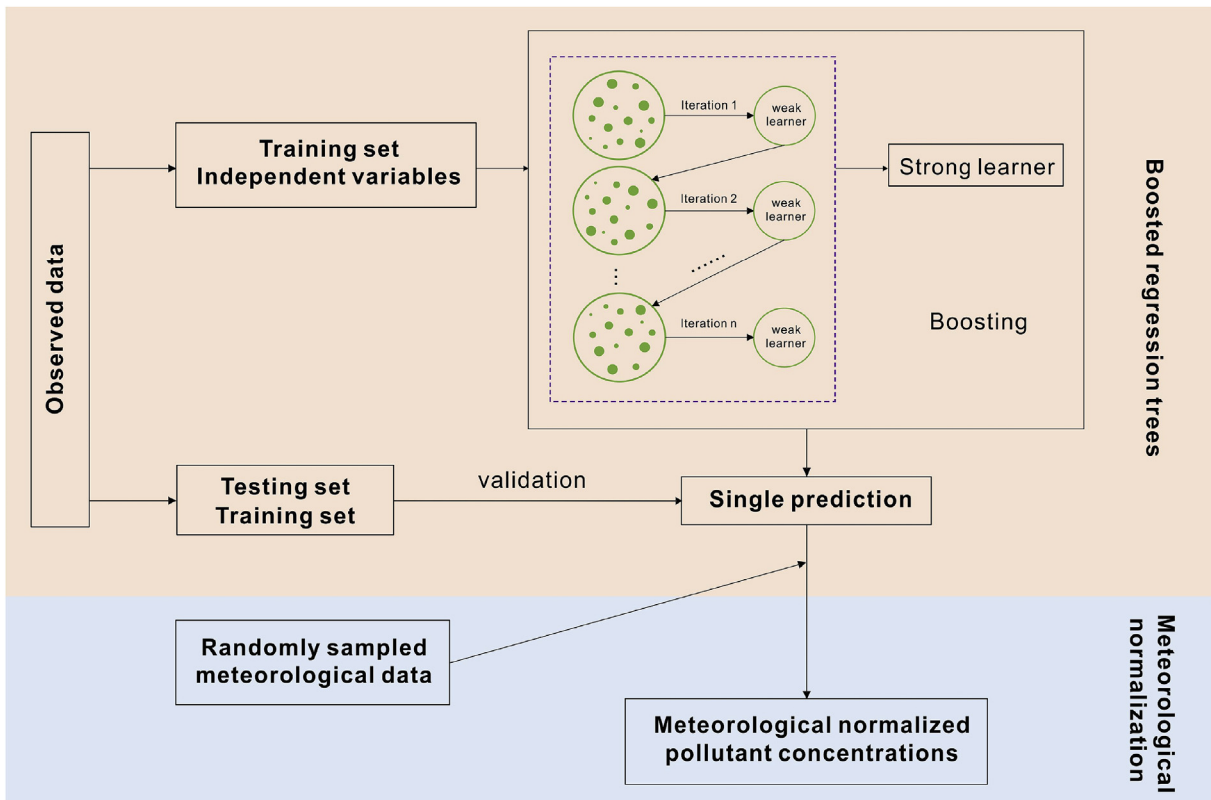 Observed data
Training set
Independent variables
Iteration 1
weak
learner
Iteration 2
weak
learner
Iteration n
weak
learner
Strong learner
Boosting
Boosted regression trees
Testing set
Training set
validation
Single prediction
Randomly sampled
meteorological data
Meteorological normalized
pollutant concentrations
Meteorological
normalization